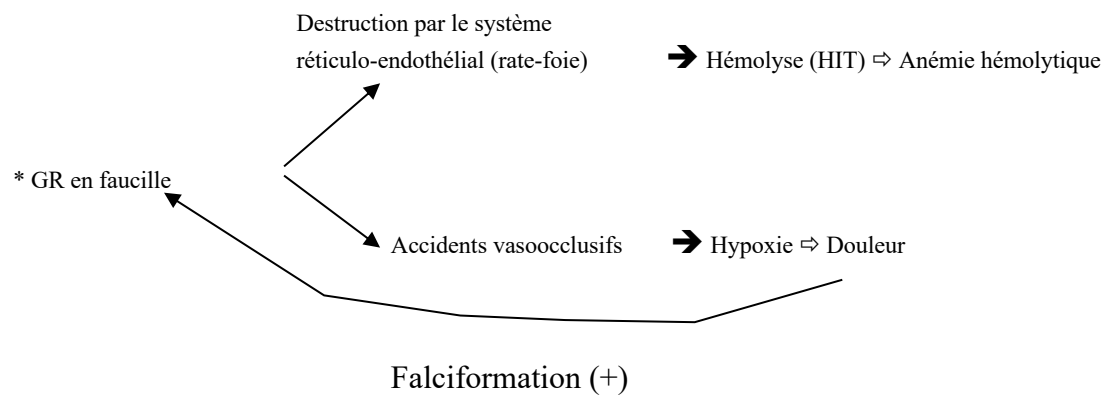 Destruction par le système
réticulo-endothélial (rate-foie) ➔ Hémolyse (HIT) ⇨ Anémie hémolytique
* GR en faucille
Accidents vasoocclusifs ➔ Hypoxie ⇨ Douleur
Falciformation (+)